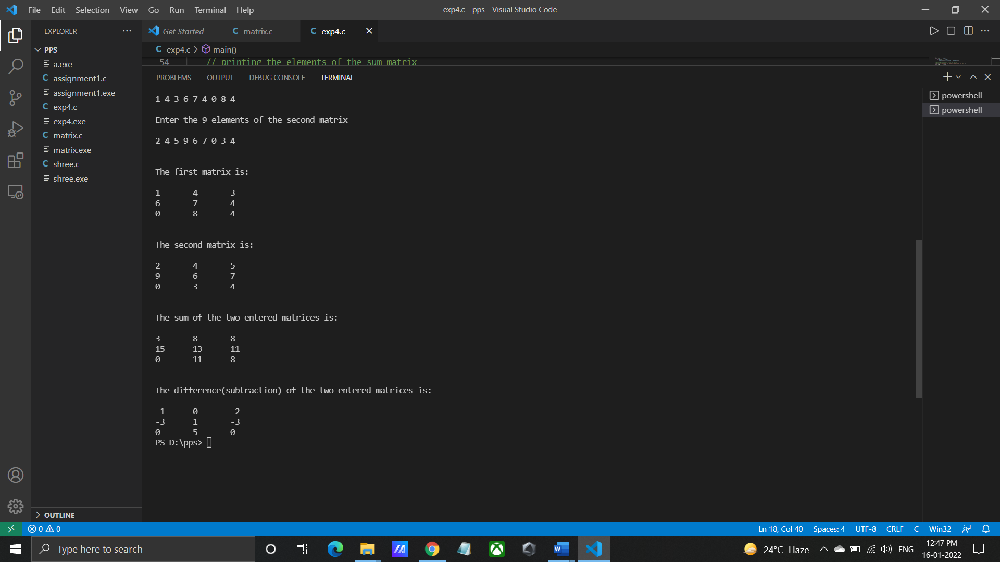 File Edit Selection View Go Run Terminal Help
exp4.c - pps - Visual Studio Code
EXPLORER
Get Started
matrix.c
exp4.c
PPS
exp4.c > main()
a.exe
54 // printing the elements of the sum matrix
assignment1.c
assignment1.exe
exp4.c
exp4.exe
matrix.c
matrix.exe
shree.c
shree.exe
OUTLINE
PROBLEMS OUTPUT DEBUG CONSOLE TERMINAL
powershell
powershell
1 4 3 6 7 4 0 8 4
Enter the 9 elements of the second matrix
2 4 5 9 6 7 0 3 4
The first matrix is:
1 4 3
6 7 4
0 8 4
The second matrix is:
2 4 5
9 6 7
0 3 4
The sum of the two entered matrices is:
3 8 8
15 13 11
0 11 8
The difference(subtraction) of the two entered matrices is:
-1 0 -2
-3 1 -3
0 5 0
PS D:\pps>
0 0
Ln 18, Col 40 Spaces: 4 UTF-8 CRLF C Win32
Type here to search
24°C Haze
ENG
12:47 PM
16-01-2022